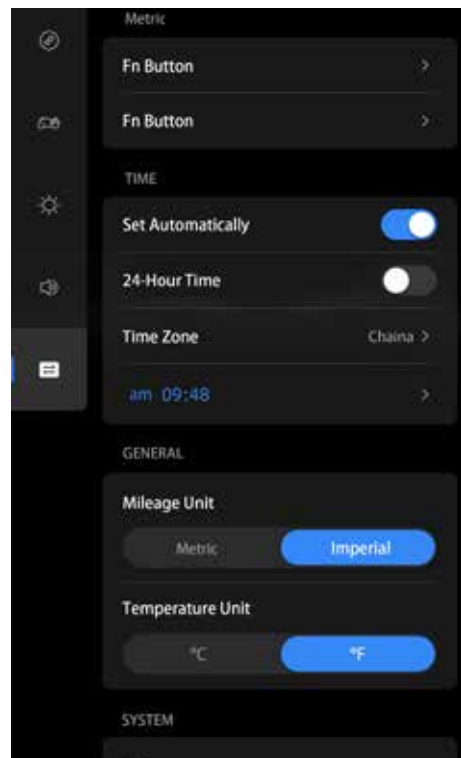 Metric
Fn Button
Fn Button
TIME
Set Automatically
24-Hour Time
Time Zone Chaina
am 09:48
GENERAL
Mileage Unit
Metric Imperial
Temperature Unit
°C °F
SYSTEM